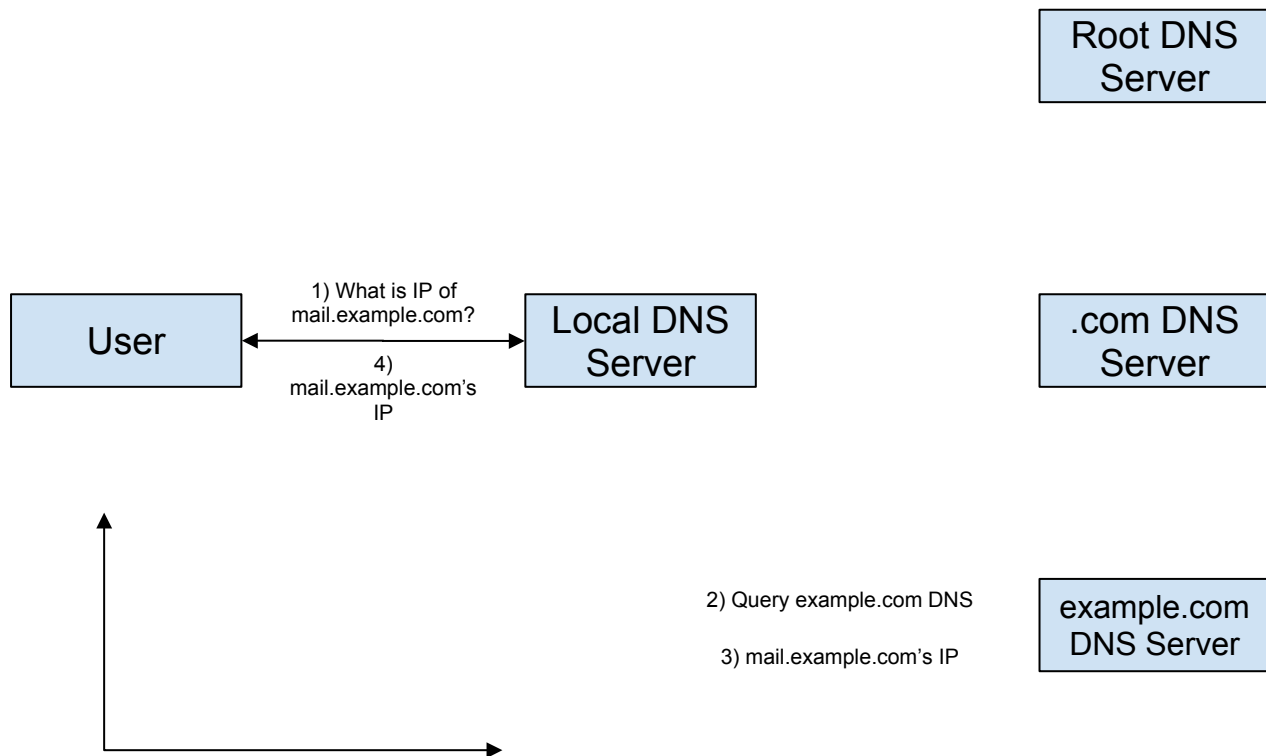 Root DNS
Server
1) What is IP of
mail.example.com?
User
Local DNS
Server
.com DNS
Server
4)
mail.example.com’s
IP
2) Query example.com DNS
3) mail.example.com’s IP
example.com
DNS Server